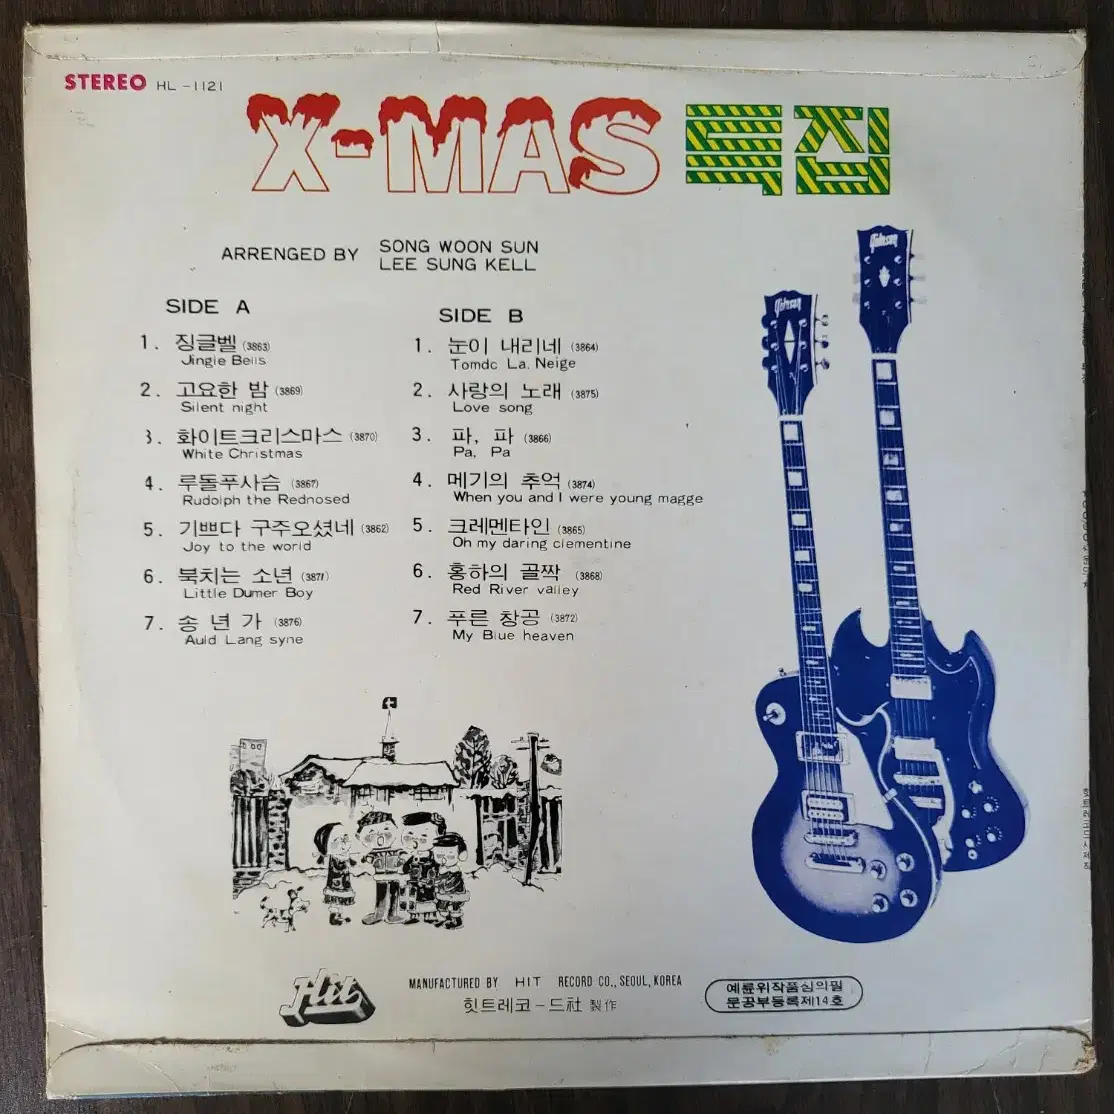 STEREO HL-1121
X-MAS 특집
ARRENGED BY SONG WOON SUN
LEE SUNG KELL
SIDE A
1. 징글벨 (3863)
Jingle Bells
2. 고요한 밤 (3869)
Silent night
3. 화이트크리스마스 (3870)
White Christmas
4. 루돌푸사슴 (3867)
Rudolph the Rednosed
5. 기쁘다 구주오셨네 (3862)
Joy to the world
6. 북치는 소년 (3871)
Little Dumer Boy
7. 송년가 (3876)
Auld Lang syne
SIDE B
1. 눈이 내리네 (3864)
Tomdc La. Neige
2. 사랑의 노래 (3875)
Love song
3. 파, 파 (3866)
Pa, Pa
4. 메기의 추억 (3874)
When you and I were young magge
5. 크레멘타인 (3865)
Oh my daring clementine
6. 홍하의 골짝 (3868)
Red River valley
7. 푸른 창공 (3872)
My Blue heaven
Gibson
Gibson
Hit
MANUFACTURED BY HIT RECORD CO., SEOUL, KOREA
힛트레코-드社 製作
예륜위작품심의필
문공부등록제14호
힛트레코드사제작